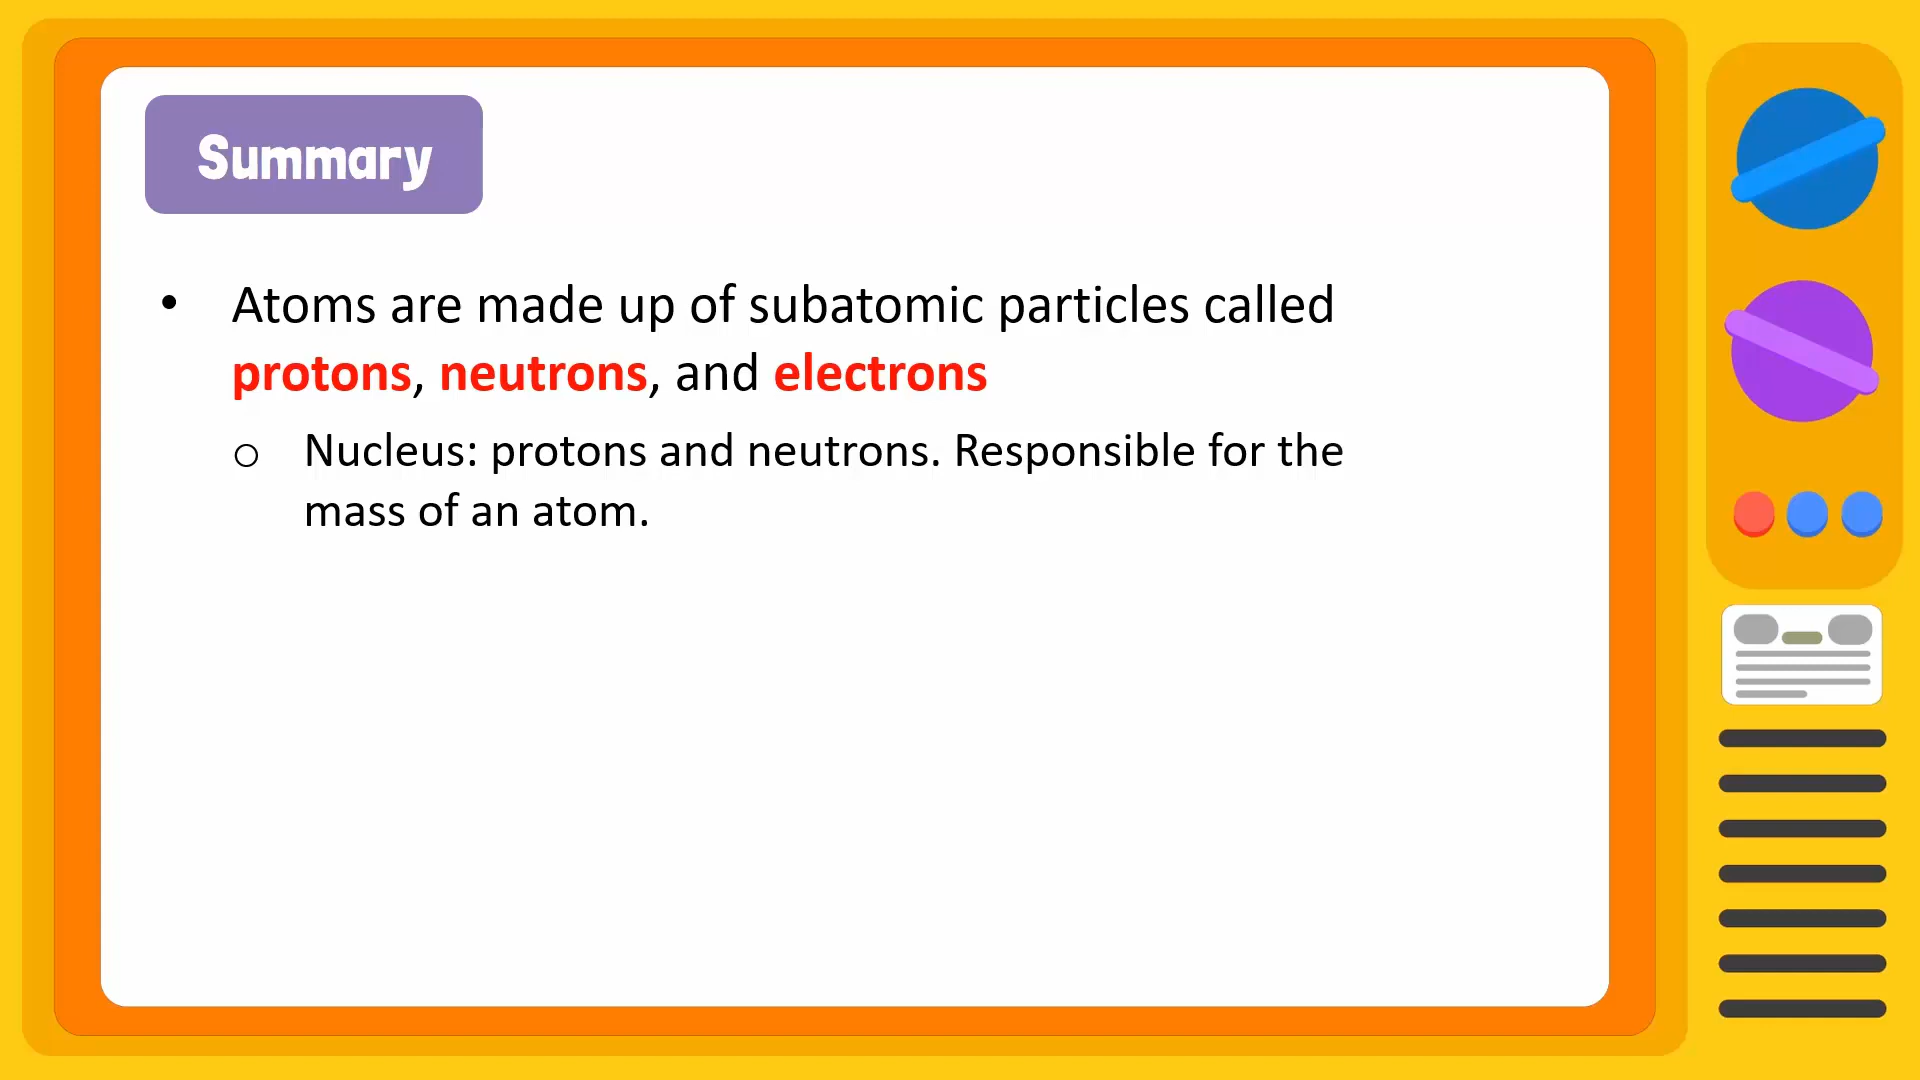 Summary
• Atoms are made up of subatomic particles called
protons, neutrons, and electrons
o Nucleus: protons and neutrons. Responsible for the
mass of an atom.